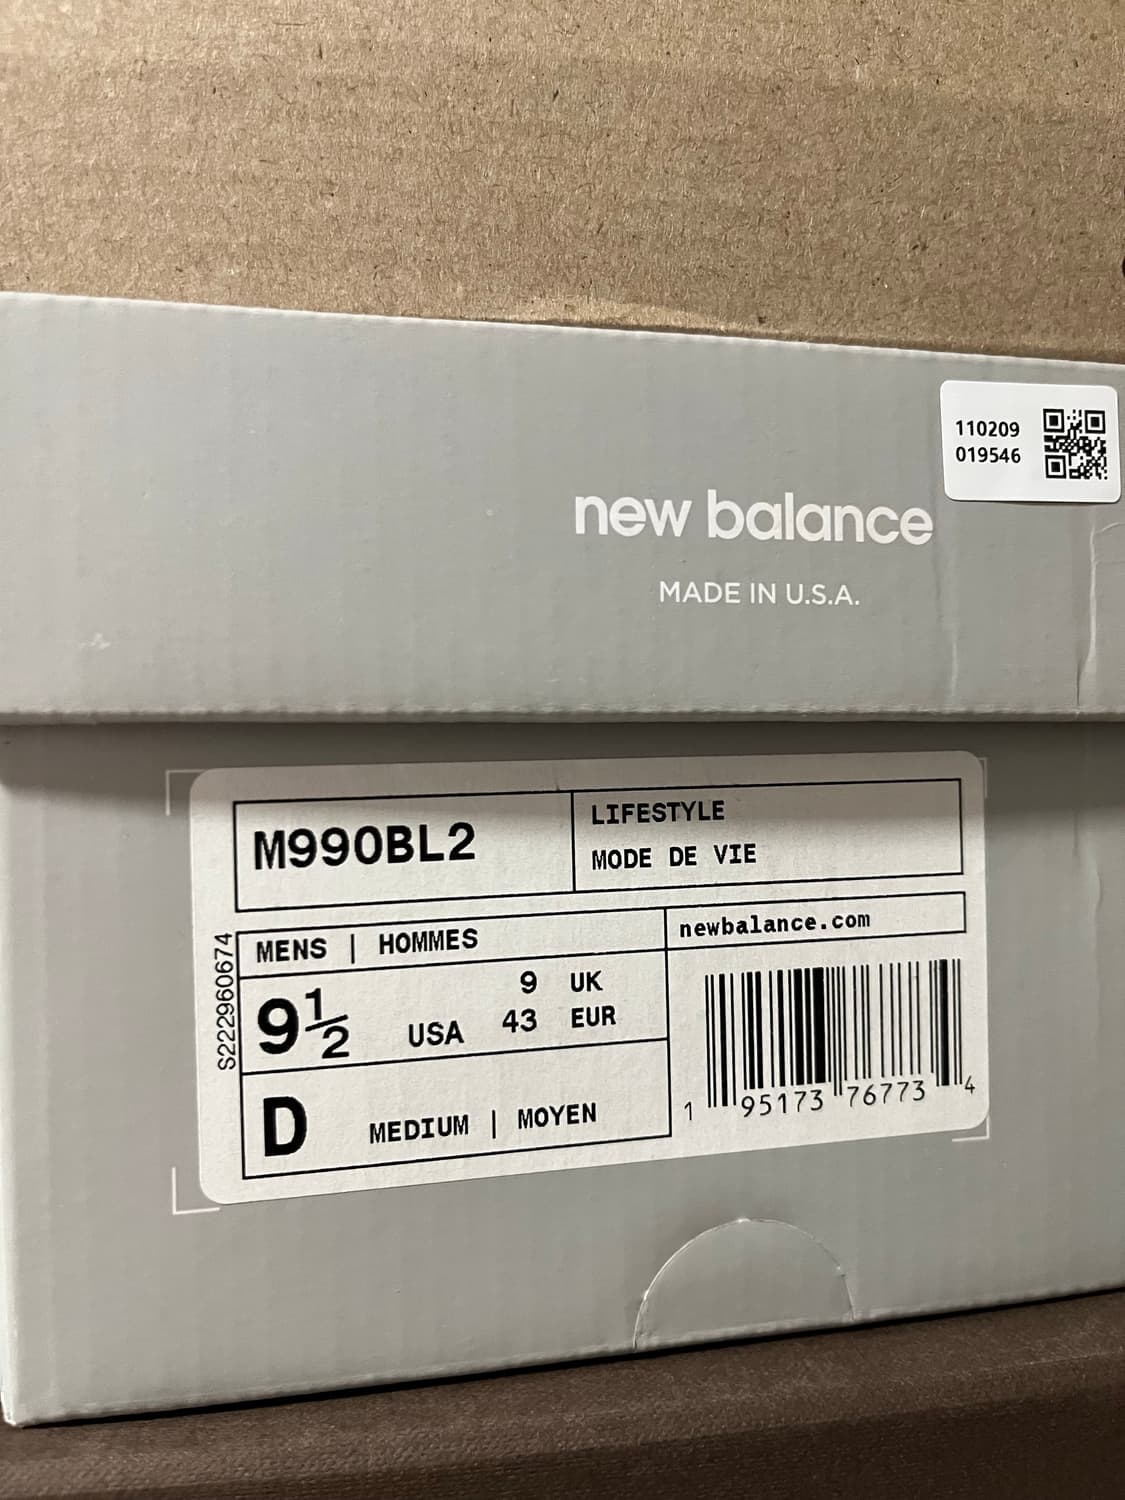 110209
019546
new balance
MADE IN U.S.A.
M990BL2
LIFESTYLE
MODE DE VIE
S222960674
MENS | HOMMES
newbalance.com
9½ USA
9 UK
43 EUR
D MEDIUM | MOYEN
1 95173 76773 4